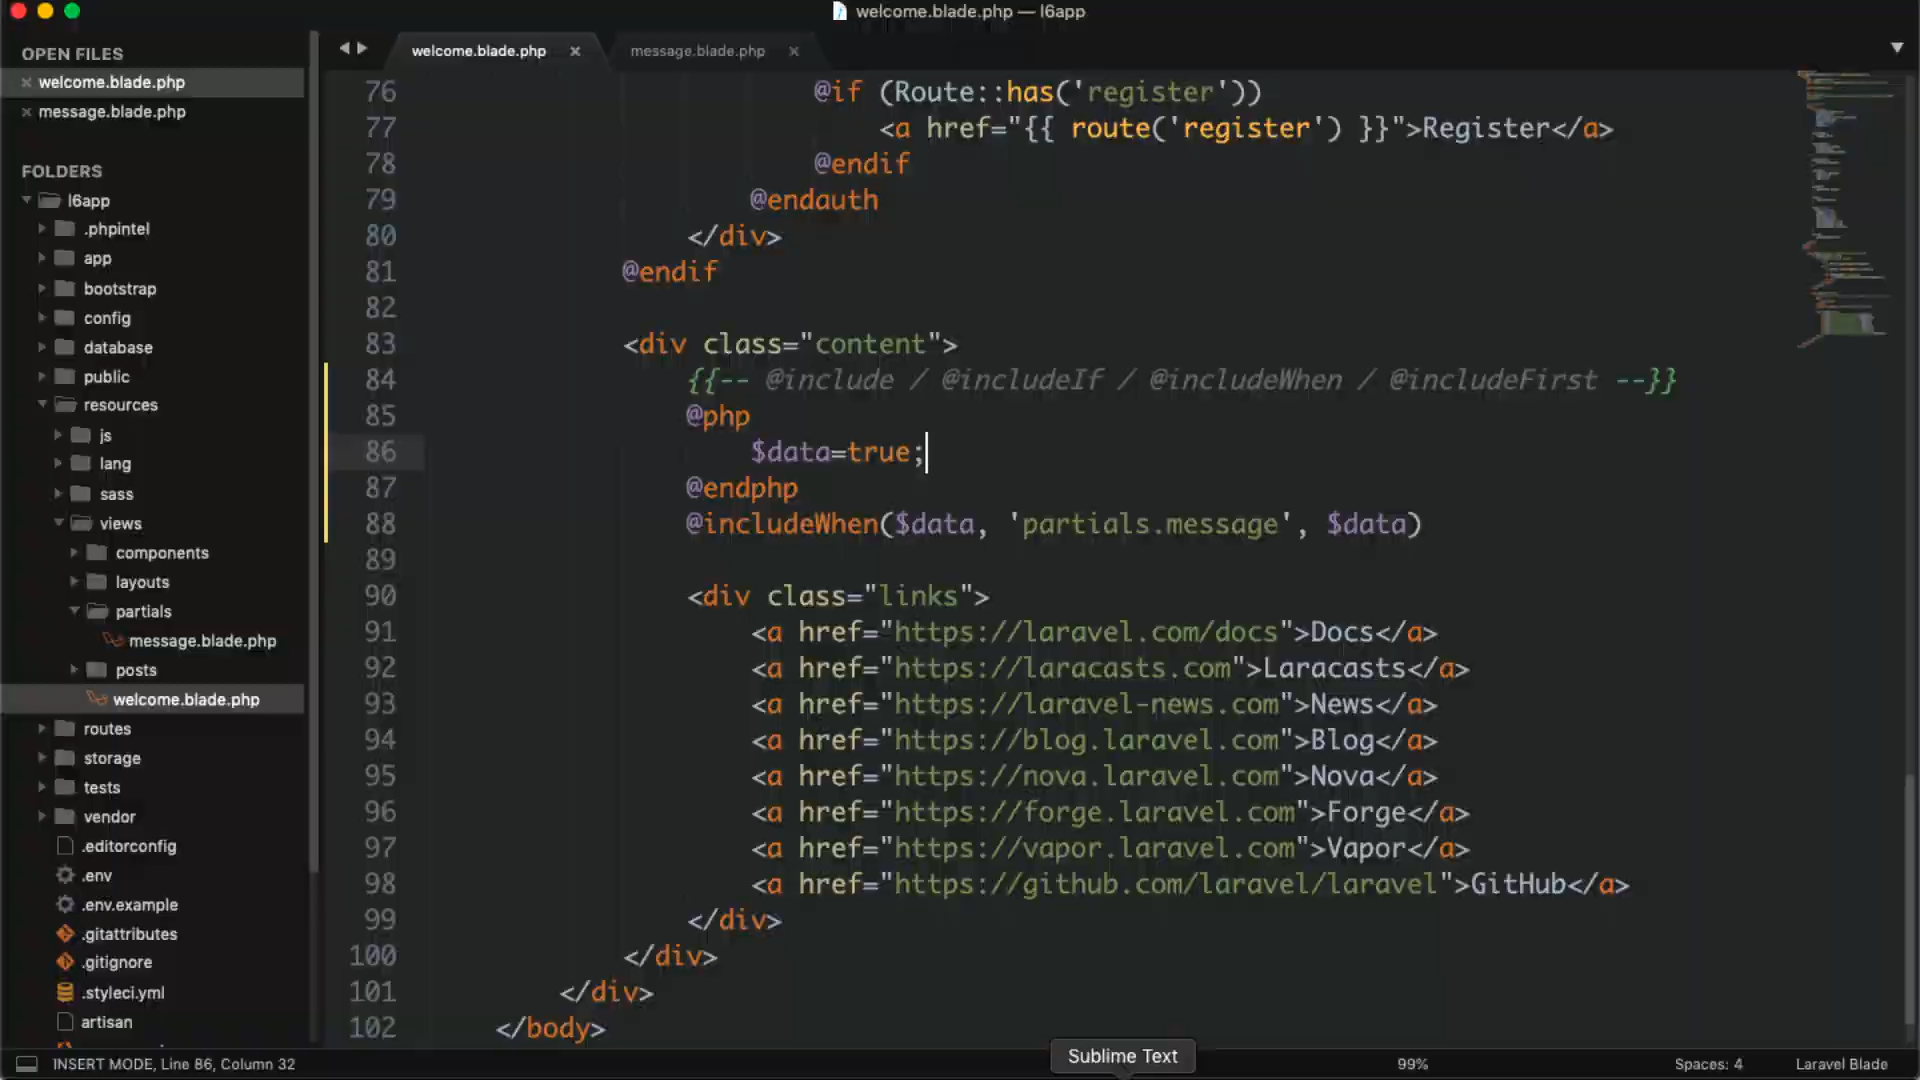 welcome.blade.php — l6app
OPEN FILES
welcome.blade.php
message.blade.php
FOLDERS
l6app
.phpintel
app
bootstrap
config
database
public
resources
js
lang
sass
views
components
layouts
partials
message.blade.php
posts
welcome.blade.php
routes
storage
tests
vendor
.editorconfig
.env
.env.example
.gitattributes
.gitignore
.styleci.yml
artisan
welcome.blade.php
message.blade.php
76 @if (Route::has('register'))
77 <a href="{{ route('register') }}">Register</a>
78 @endif
79 @endauth
80 </div>
81 @endif
82
83 <div class="content">
84 {{-- @include / @includeIf / @includeWhen / @includeFirst --}}
85 @php
86 $data=true;
87 @endphp
88 @includeWhen($data, 'partials.message', $data)
89
90 <div class="links">
91 <a href="https://laravel.com/docs">Docs</a>
92 <a href="https://laracasts.com">Laracasts</a>
93 <a href="https://laravel-news.com">News</a>
94 <a href="https://blog.laravel.com">Blog</a>
95 <a href="https://nova.laravel.com">Nova</a>
96 <a href="https://forge.laravel.com">Forge</a>
97 <a href="https://vapor.laravel.com">Vapor</a>
98 <a href="https://github.com/laravel/laravel">GitHub</a>
99 </div>
100 </div>
101 </div>
102 </body>
INSERT MODE, Line 86, Column 32
Sublime Text
99%
Spaces: 4
Laravel Blade